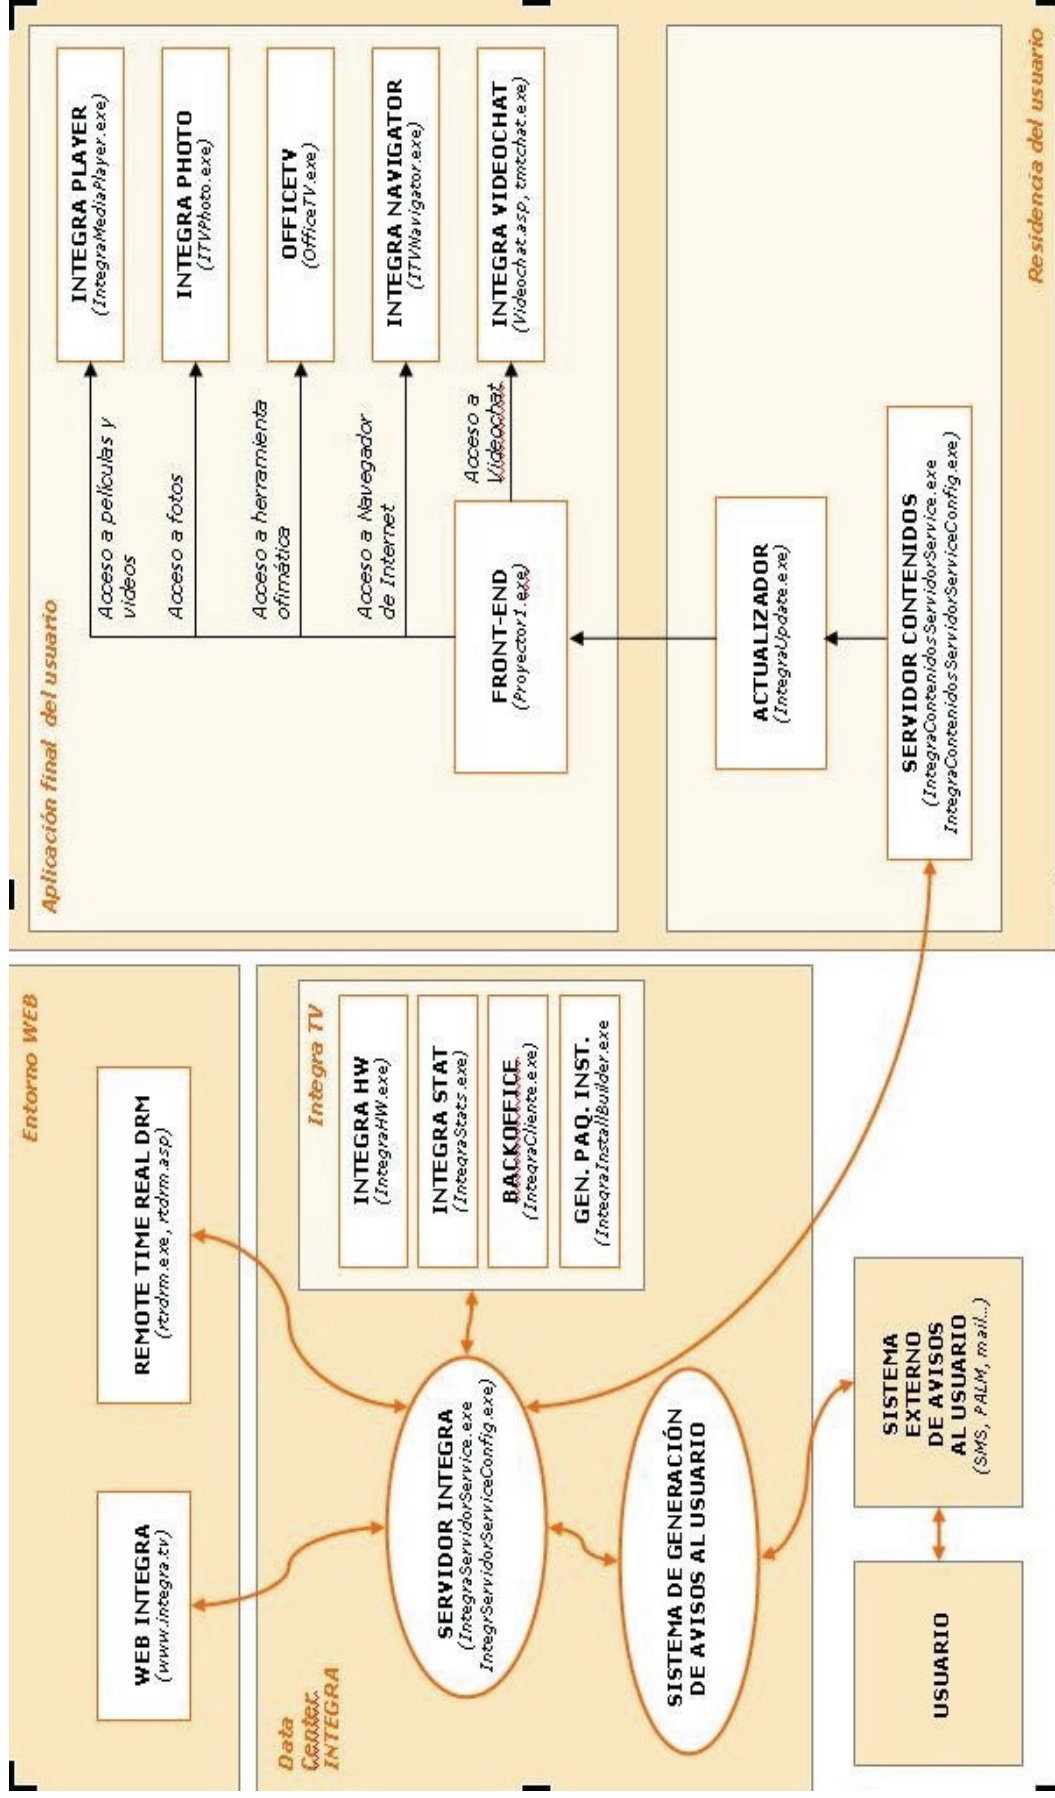 Entorno WEB
WEB INTEGRA
(www.integra.tv)
REMOTE TIME REAL DRM
(rtrdrm.exe, rtdrm.asp)
Data
Center
INTEGRA
SERVIDOR INTEGRA
(IntegraServidorService.exe
IntegrServidorServiceConfig.exe)
SISTEMA DE GENERACIÓN
DE AVISOS AL USUARIO
Integra TV
INTEGRA HW
(IntegraHW.exe)
INTEGRA STAT
(IntegraStats.exe)
BACKOFFICE
(IntegraCliente.exe)
GEN. PAQ. INST.
(IntegraInstallBuilder.exe
USUARIO
SISTEMA
EXTERNO
DE AVISOS
AL USUARIO
(SMS, PALM, mail...)
Aplicación final del usuario
FRONT-END
(Proyector1.exe)
Acceso a películas y
videos
Acceso a fotos
Acceso a herramienta
ofimática
Acceso a Navegador
de Internet
Acceso a
Videochat
INTEGRA PLAYER
(IntegraMediaPlayer.exe)
INTEGRA PHOTO
(ITVPhoto.exe)
OFFICETV
(OfficeTV.exe)
INTEGRA NAVIGATOR
(ITVNavigator.exe)
INTEGRA VIDEOCHAT
(Videochat.asp, tmtchat.exe)
ACTUALIZADOR
(IntegraUpdate.exe)
SERVIDOR CONTENIDOS
(IntegraContenidosServidorService.exe
IntegraContenidosServidorServiceConfig.exe)
Residencia del usuario